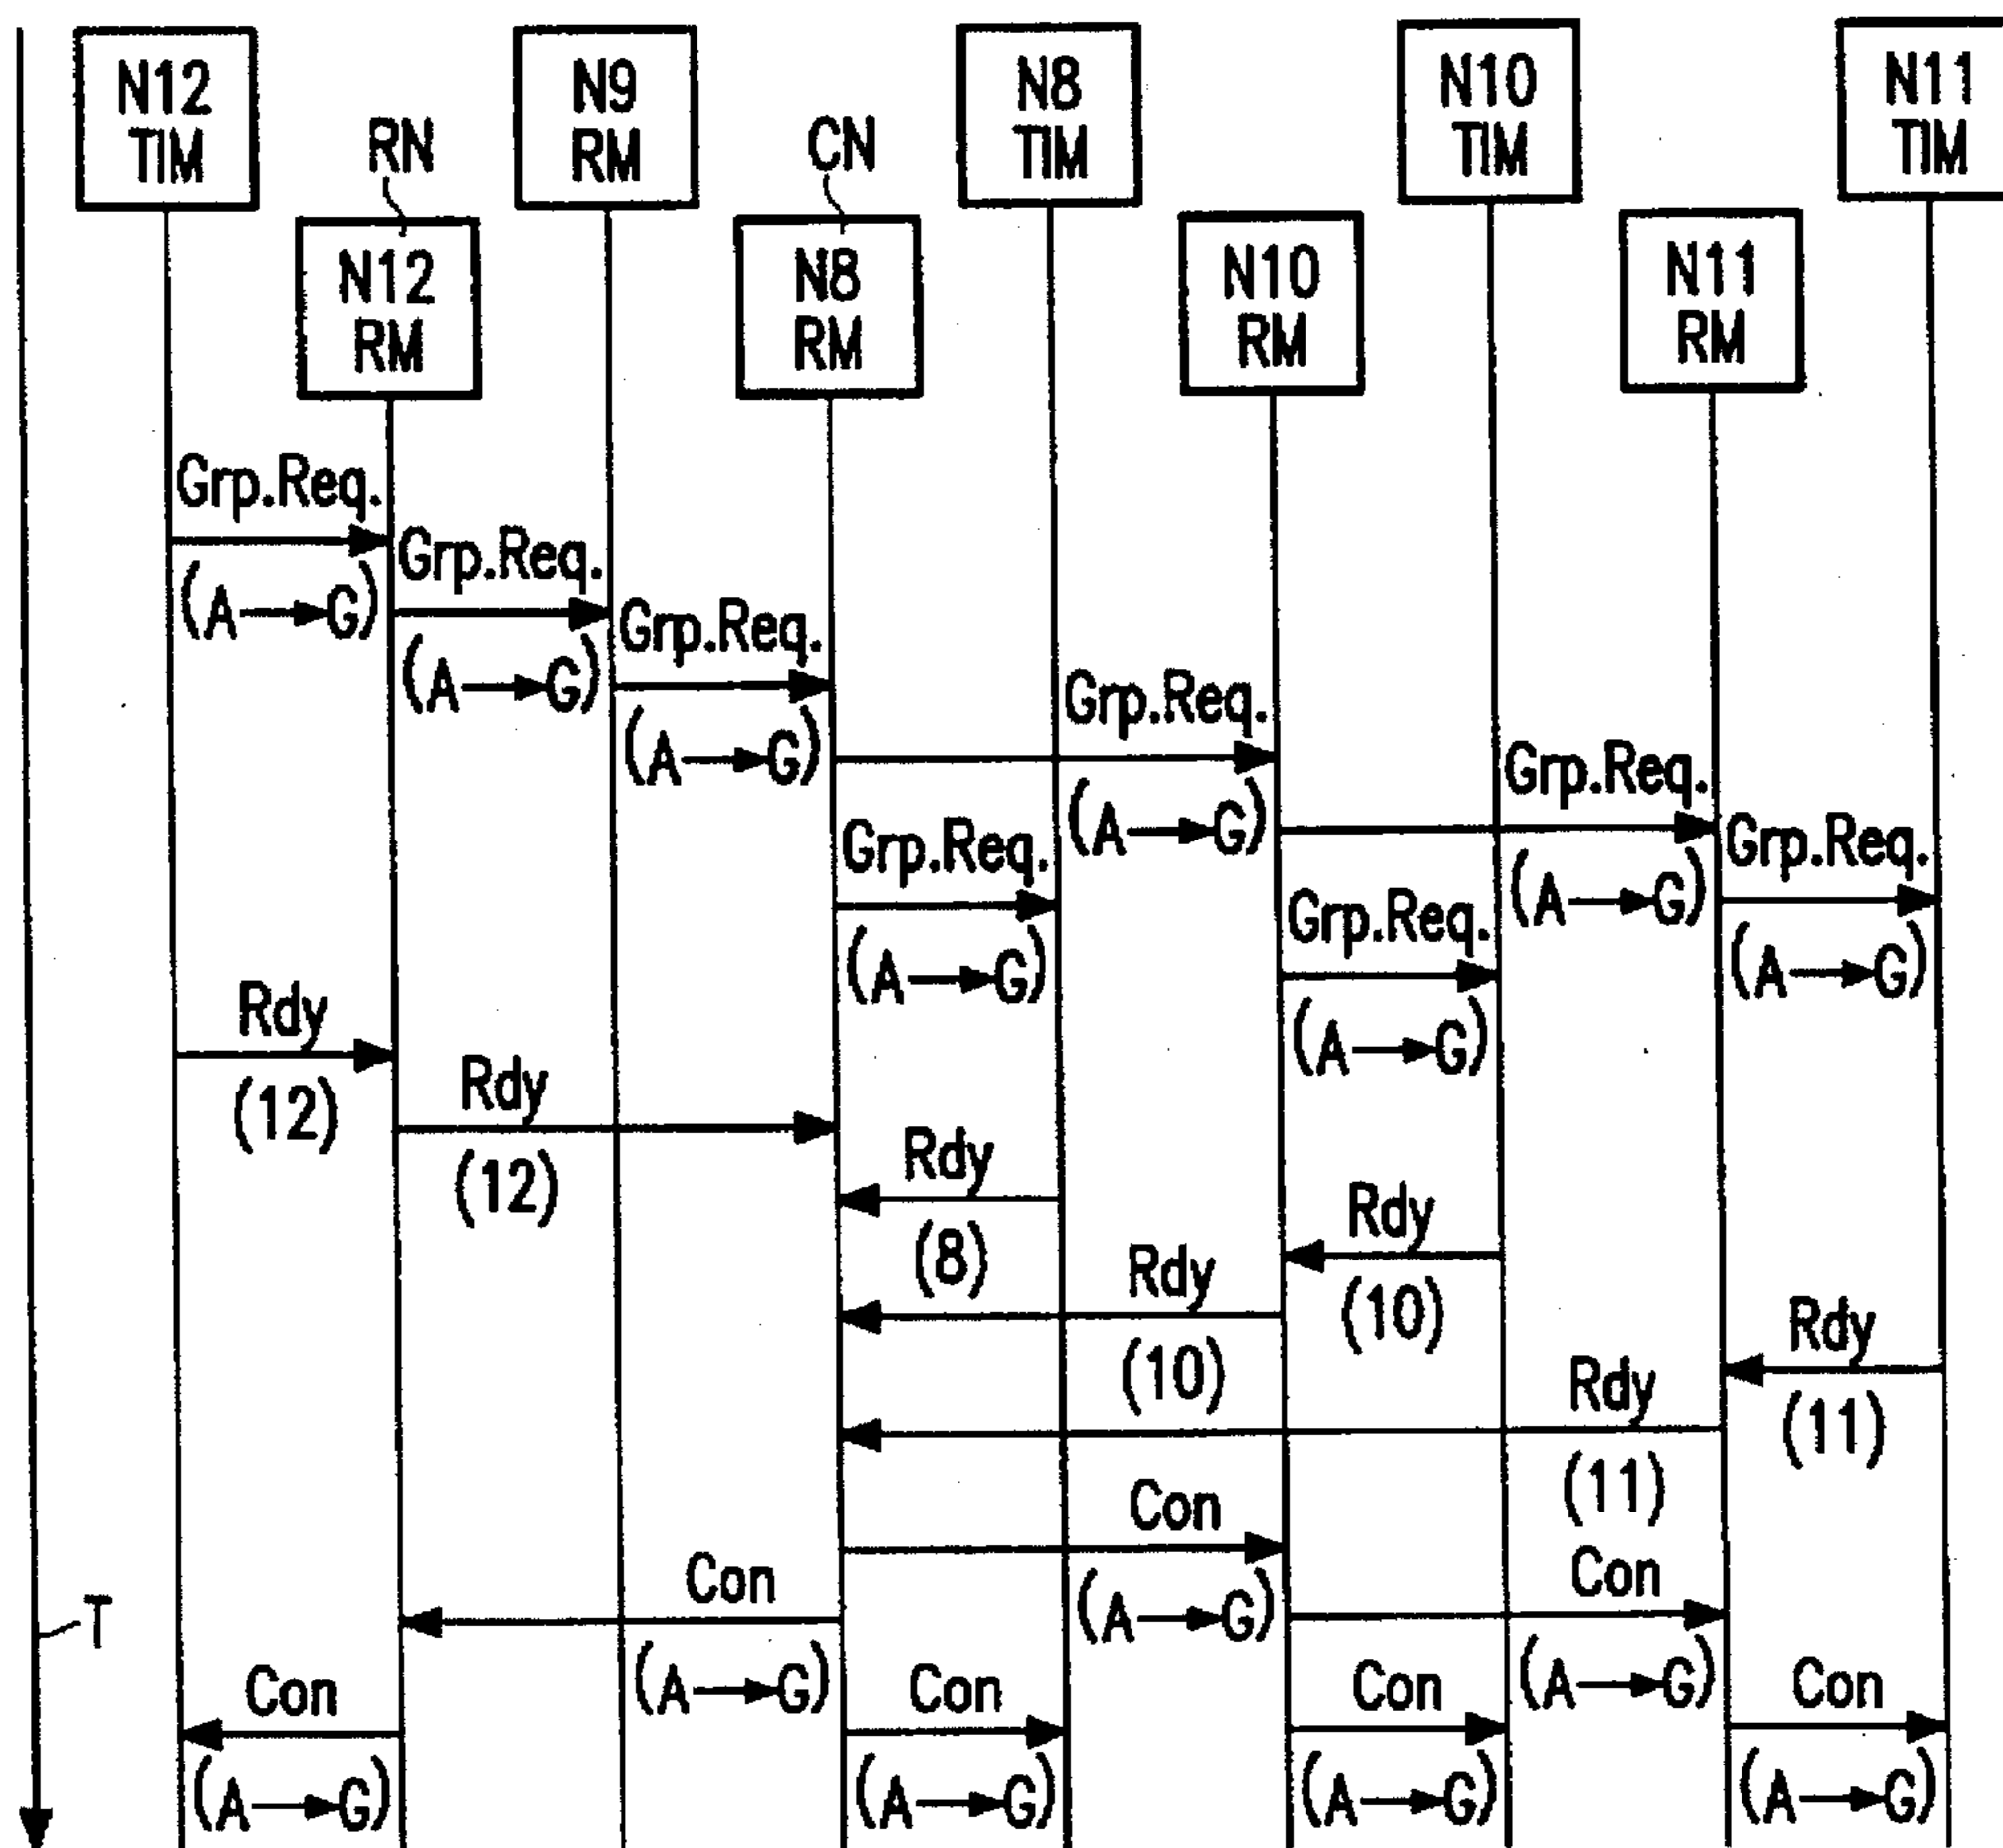 N12
TIM
RN
N9
RM
CN
N8
TIM
N10
TIM
N11
TIM
N12
RM
N8
RM
N10
RM
N11
RM
Grp.Req.
(A→G)
Grp.Req.
(A→G)
Grp.Req.
(A→G)
Grp.Req.
(A→G)
Grp.Req.
(A→G)
Grp.Req.
(A→G)
Grp.Req.
(A→G)
Grp.Req.
(A→G)
Rdy
(12)
Rdy
(12)
Rdy
(8)
Rdy
(10)
Rdy
(10)
Rdy
(11)
Rdy
(11)
Con
(A→G)
Con
(A→G)
Con
(A→G)
T
Con
(A→G)
Con
(A→G)
Con
(A→G)
Con
(A→G)